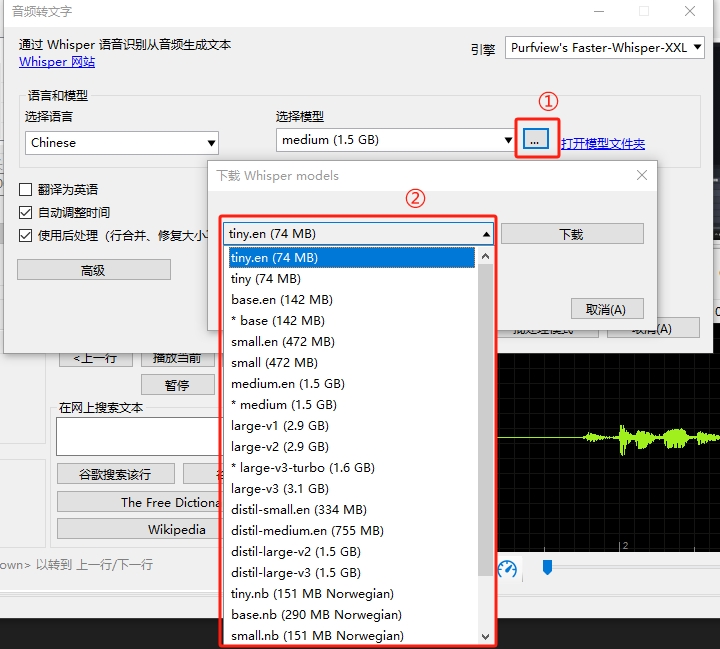 音频转文字
通过 Whisper 语音识别从音频生成文本
Whisper 网站
引擎 Purfview's Faster-Whisper-XXL
语言和模型
①
选择语言 选择模型
Chinese medium (1.5 GB) ... 打开模型文件夹
下载 Whisper models
翻译为英语
②
自动调整时间
使用后处理（行合并、修复大小
tiny.en (74 MB) 下载
高级
tiny.en (74 MB)
tiny (74 MB)
base.en (142 MB)
取消(A)
* base (142 MB)
批处理模式 取消(A)
small.en (472 MB)
<上一行 播放当前
small (472 MB)
暂停
medium.en (1.5 GB)
在网上搜索文本
* medium (1.5 GB)
large-v1 (2.9 GB)
large-v2 (2.9 GB)
谷歌搜索该行
* large-v3-turbo (1.6 GB)
large-v3 (3.1 GB)
The Free Dictiona
distil-small.en (334 MB)
Wikipedia
distil-medium.en (755 MB)
2
distil-large-v2 (1.5 GB)
own> 以转到 上一行/下一行
distil-large-v3 (1.5 GB)
tiny.nb (151 MB Norwegian)
base.nb (290 MB Norwegian)
small.nb (151 MB Norwegian)